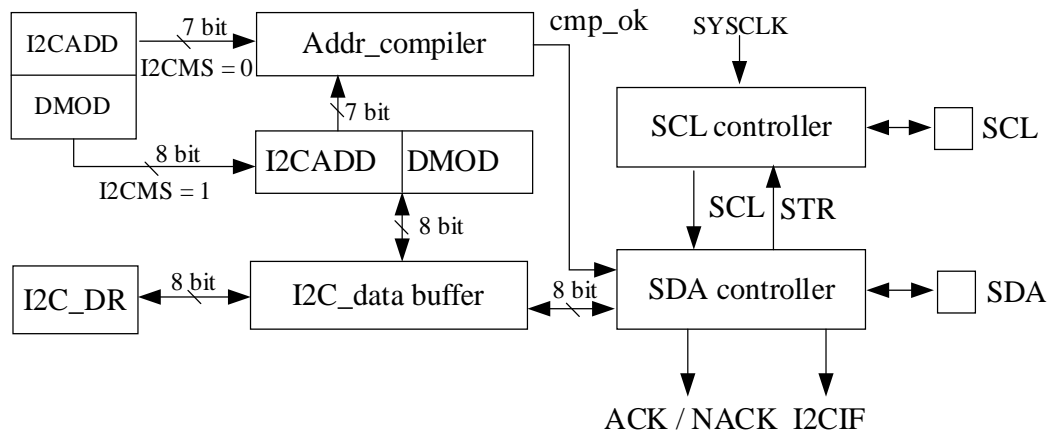 I2CADD
7 bit
I2CMS = 0
Addr_compiler
cmp_ok
SYSCLK
DMOD
7 bit
SCL controller
SCL
8 bit
I2CMS = 1
I2CADD
DMOD
SCL
STR
8 bit
I2C_DR
8 bit
I2C_data buffer
8 bit
SDA controller
SDA
ACK / NACK
I2CIF